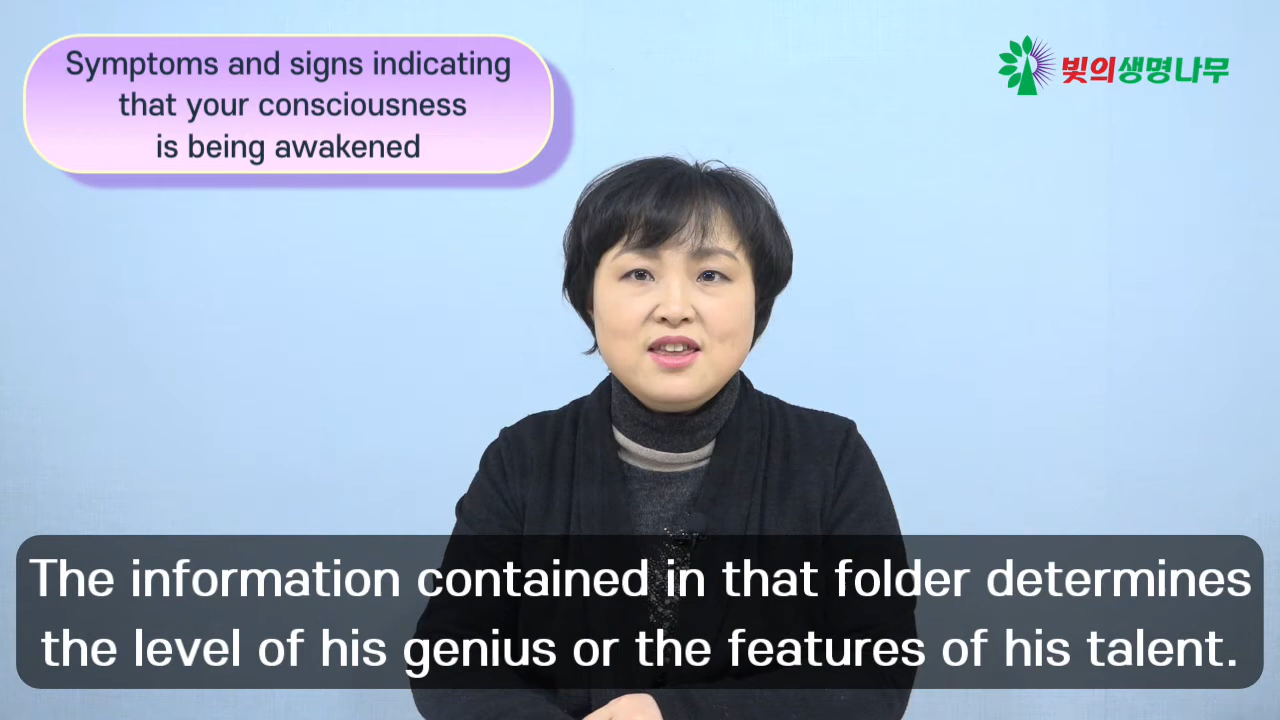 Symptoms and signs indicating
that your consciousness
is being awakened
빛의생명나무
The information contained in that folder determines
the level of his genius or the features of his talent.